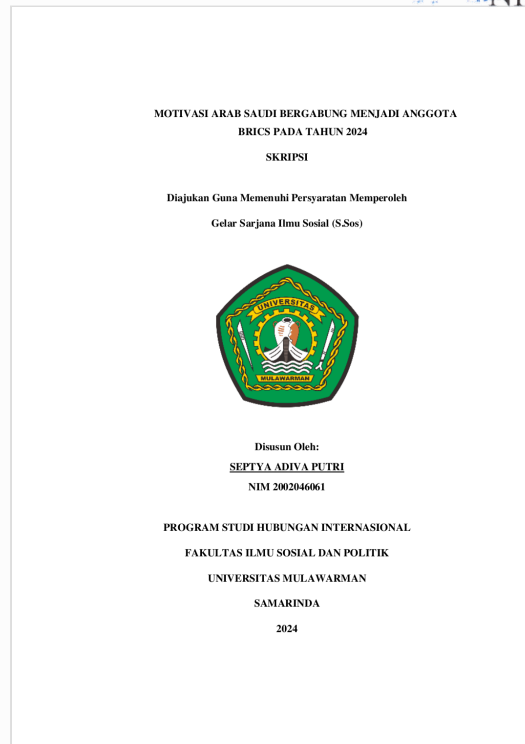 MOTIVASI ARAB SAUDI BERGABUNG MENJADI ANGGOTA
BRICS PADA TAHUN 2024
SKRIPSI
Diajukan Guna Memenuhi Persyaratan Memperoleh
Gelar Sarjana Ilmu Sosial (S.Sos)
UNIVERSITAS
MULAWARMAN
Disusun Oleh:
SEPTYA ADIVA PUTRI
NIM 2002046061
PROGRAM STUDI HUBUNGAN INTERNASIONAL
FAKULTAS ILMU SOSIAL DAN POLITIK
UNIVERSITAS MULAWARMAN
SAMARINDA
2024